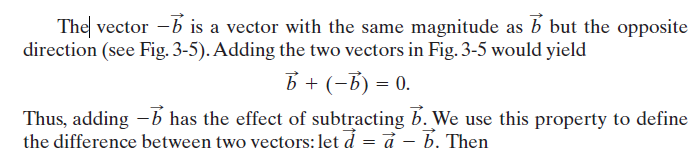 The vector −b⃗ is a vector with the same magnitude as b⃗ but the opposite
direction (see Fig. 3-5). Adding the two vectors in Fig. 3-5 would yield
b⃗ + (−b⃗) = 0.
Thus, adding −b⃗ has the effect of subtracting b⃗. We use this property to define
the difference between two vectors: let d⃗ = a⃗ − b⃗. Then